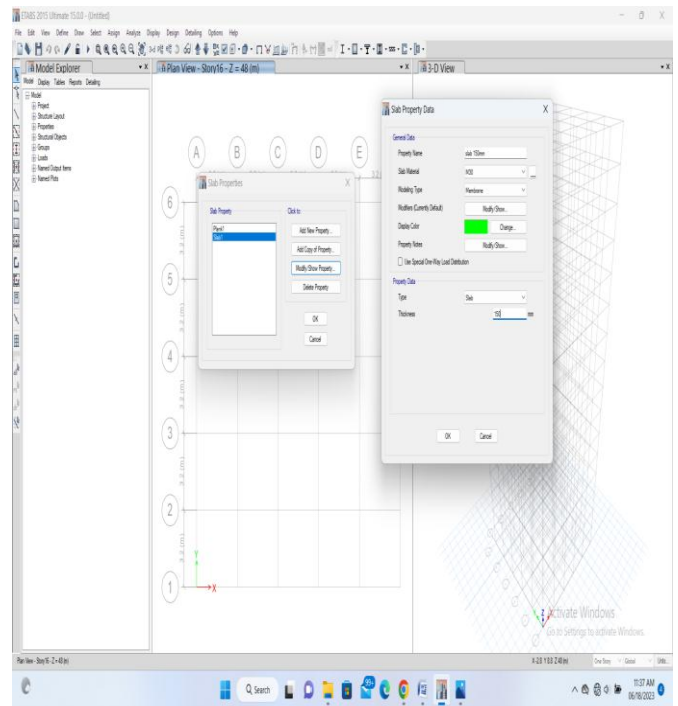 ETABS 2015 Ultimate 15.0.0 - (Untitled)
File Edit View Define Draw Select Assign Analyze Display Design Detailing Options Help
Model Explorer
Model Display Tables Reports Detailing
Model
Project
Structure Layout
Properties
Structural Objects
Groups
Loads
Named Output Items
Named Plots
Plan View - Story16 - Z = 48 (m)
A B C D E
6
5
4
3
2
1
Y
X
Slab Properties
Slab Property
Plank1
Slab1
Click to:
Add New Property...
Add Copy of Property...
Modify/Show Property...
Delete Property
OK
Cancel
3-D View
Slab Property Data
General Data
Property Name slab 150mm
Slab Material M30
Modeling Type Membrane
Modifiers (Currently Default) Modify/Show...
Display Color Change...
Property Notes Modify/Show...
Use Special One-Way Load Distribution
Property Data
Type Slab
Thickness 150 mm
OK Cancel
Activate Windows
Go to Settings to activate Windows.
Plan View - Story16 - Z = 48 (m)
One Story Global Units...
Search
99+
11:37 AM
06/18/2023